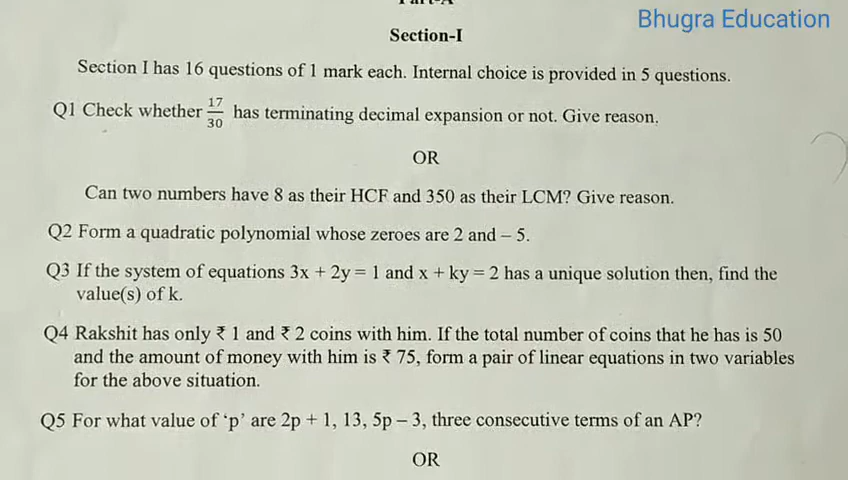 Part-A
Bhugra Education
Section-I
Section I has 16 questions of 1 mark each. Internal choice is provided in 5 questions.
Q1 Check whether 17/30 has terminating decimal expansion or not. Give reason.
OR
Can two numbers have 8 as their HCF and 350 as their LCM? Give reason.
Q2 Form a quadratic polynomial whose zeroes are 2 and – 5.
Q3 If the system of equations 3x + 2y = 1 and x + ky = 2 has a unique solution then, find the
value(s) of k.
Q4 Rakshit has only ₹ 1 and ₹ 2 coins with him. If the total number of coins that he has is 50
and the amount of money with him is ₹ 75, form a pair of linear equations in two variables
for the above situation.
Q5 For what value of ‘p’ are 2p + 1, 13, 5p – 3, three consecutive terms of an AP?
OR